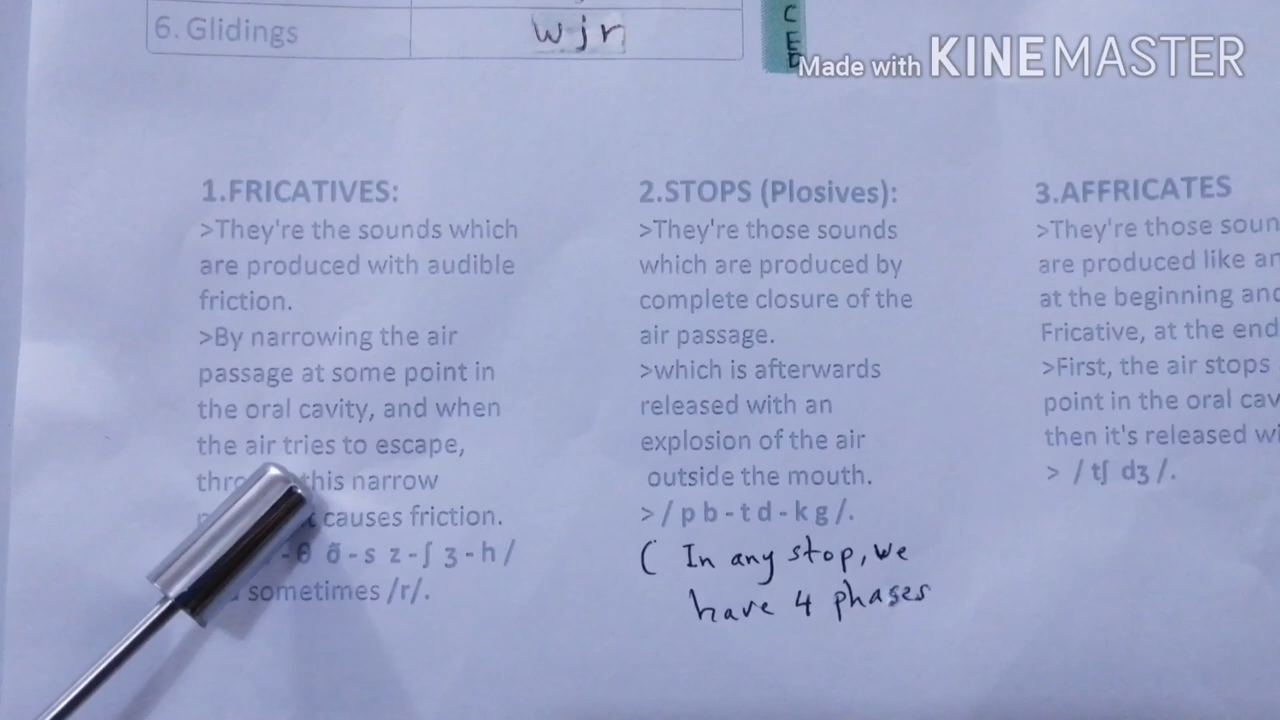 6. Glidings
w j r
C
E
Made with KINEMASTER
1.FRICATIVES:
>They're the sounds which
are produced with audible
friction.
>By narrowing the air
passage at some point in
the oral cavity, and when
the air tries to escape,
this narrow
causes friction.
- θ ð - s z - ʃ ʒ - h /
sometimes /r/.
2.STOPS (Plosives):
>They're those sounds
which are produced by
complete closure of the
air passage.
>which is afterwards
released with an
explosion of the air
outside the mouth.
> / p b - t d - k g /.
( In any stop, we
have 4 phases
3.AFFRICATES
>They're those soun
are produced like an
at the beginning and
Fricative, at the end
>First, the air stops
point in the oral cav
then it's released wi
> / tʃ dʒ /.